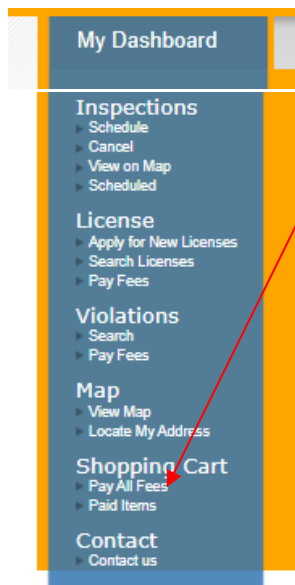 My Dashboard
Inspections
Schedule
Cancel
View on Map
Scheduled
License
Apply for New Licenses
Search Licenses
Pay Fees
Violations
Search
Pay Fees
Map
View Map
Locate My Address
Shopping Cart
Pay All Fees
Paid Items
Contact
Contact us